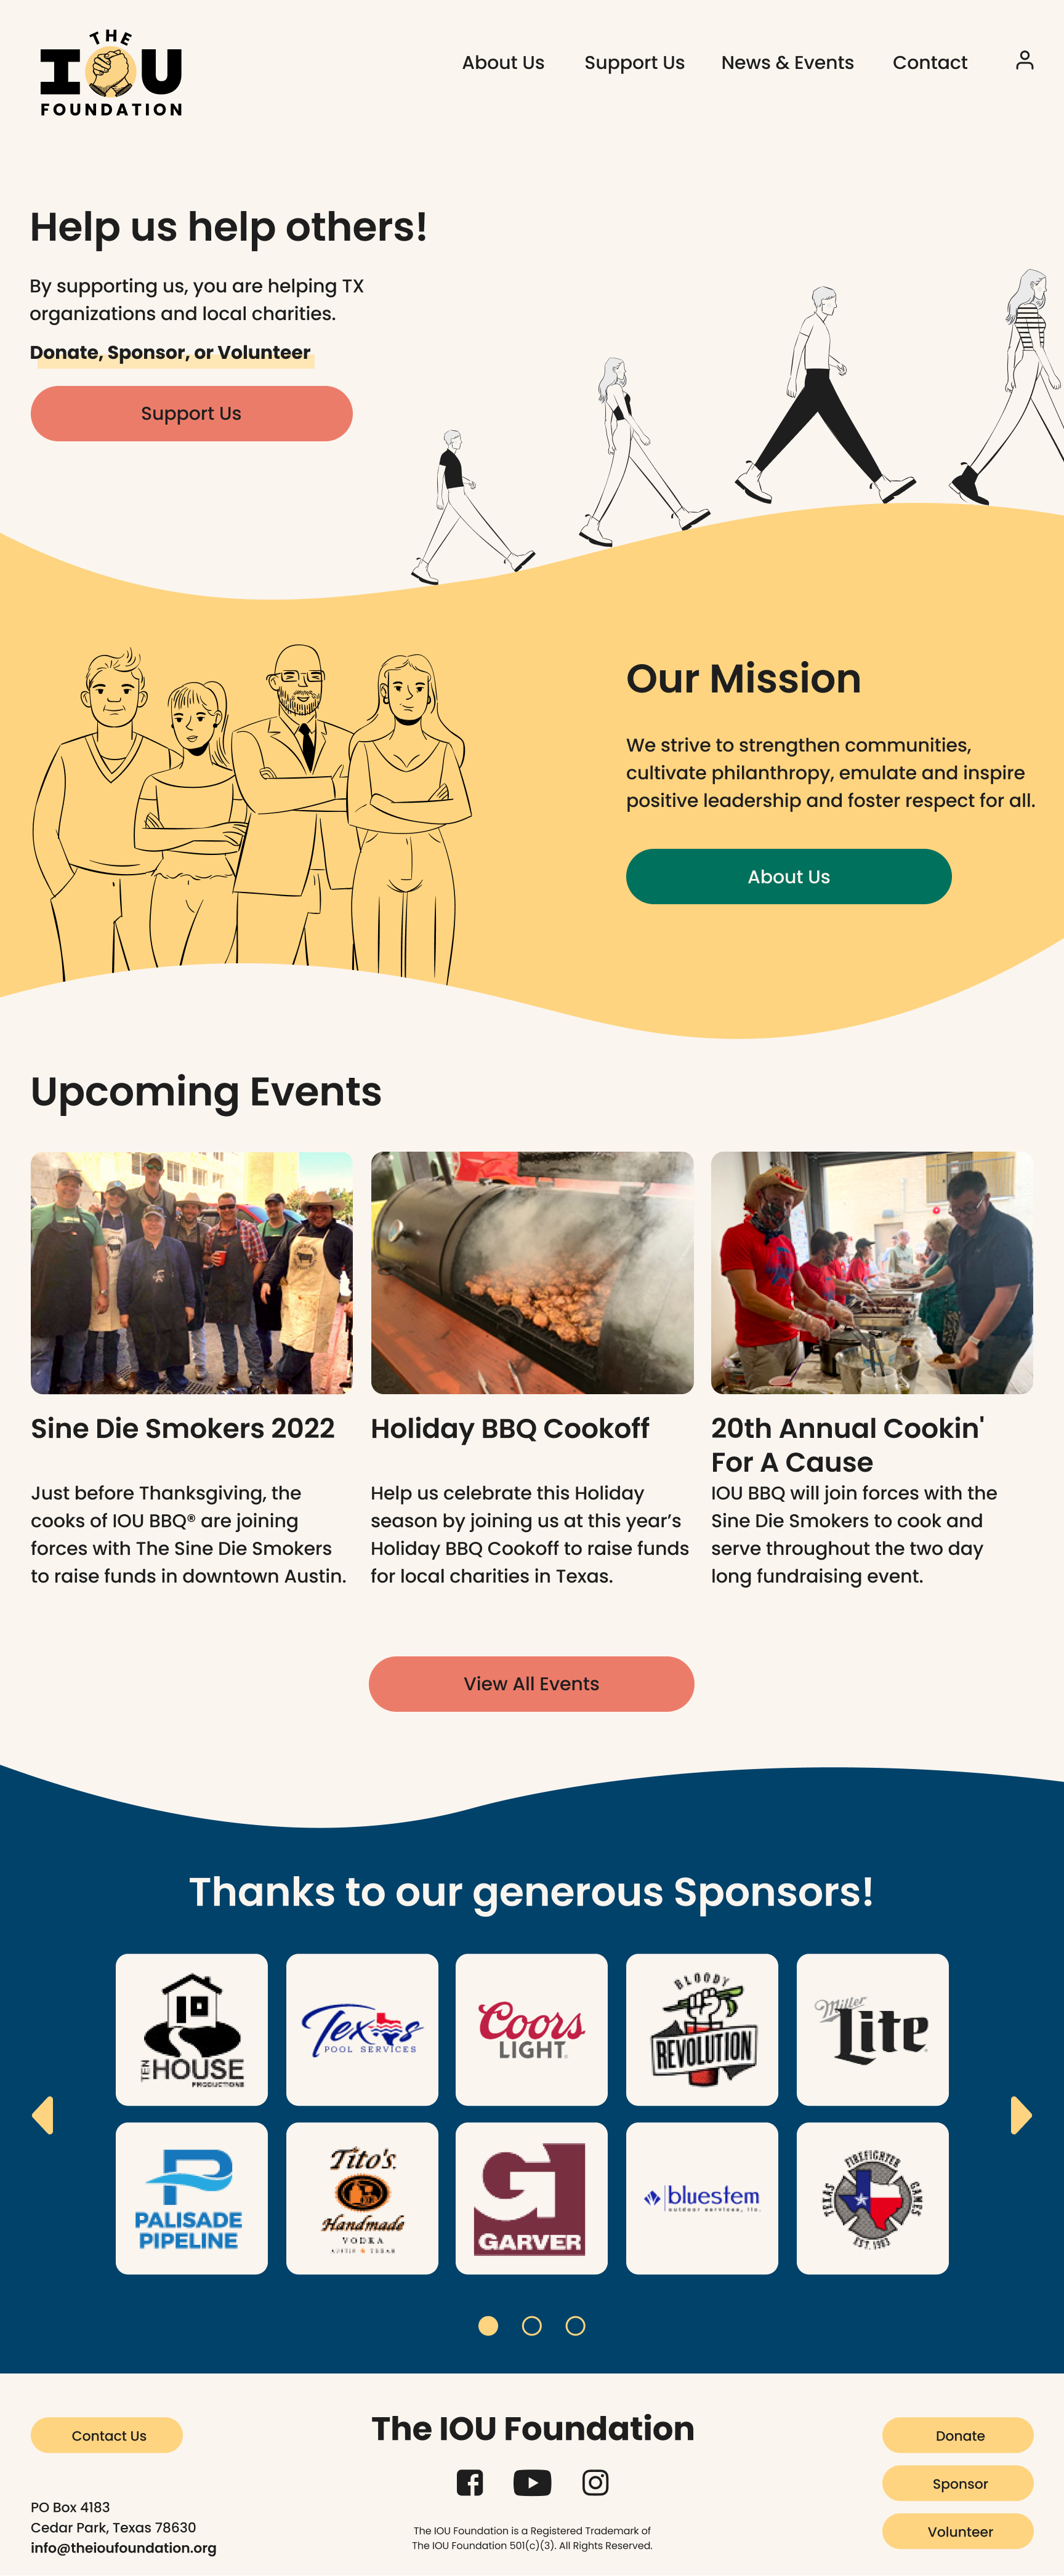 THE
IOU
FOUNDATION
About Us
Support Us
News & Events
Contact
Help us help others!
By supporting us, you are helping TX
organizations and local charities.
Donate, Sponsor, or Volunteer
Support Us
Our Mission
We strive to strengthen communities,
cultivate philanthropy, emulate and inspire
positive leadership and foster respect for all.
About Us
Upcoming Events
Sine Die Smokers 2022
Just before Thanksgiving, the
cooks of IOU BBQ® are joining
forces with The Sine Die Smokers
to raise funds in downtown Austin.
Holiday BBQ Cookoff
Help us celebrate this Holiday
season by joining us at this year’s
Holiday BBQ Cookoff to raise funds
for local charities in Texas.
20th Annual Cookin'
For A Cause
IOU BBQ will join forces with the
Sine Die Smokers to cook and
serve throughout the two day
long fundraising event.
View All Events
Thanks to our generous Sponsors!
TEN
HOUSE
PRODUCTIONS
Texas
POOL SERVICES
Coors
LIGHT
BLOODY
REVOLUTION
Miller
Lite
PALISADE
PIPELINE
Tito's
Handmade
VODKA
AUSTIN ★ TEXAS
GARVER
bluestem
outdoor services, llc.
TEXAS FIREFIGHTER GAMES
EST. 1983
Contact Us
PO Box 4183
Cedar Park, Texas 78630
info@theioufoundation.org
The IOU Foundation
The IOU Foundation is a Registered Trademark of
The IOU Foundation 501(c)(3). All Rights Reserved.
Donate
Sponsor
Volunteer